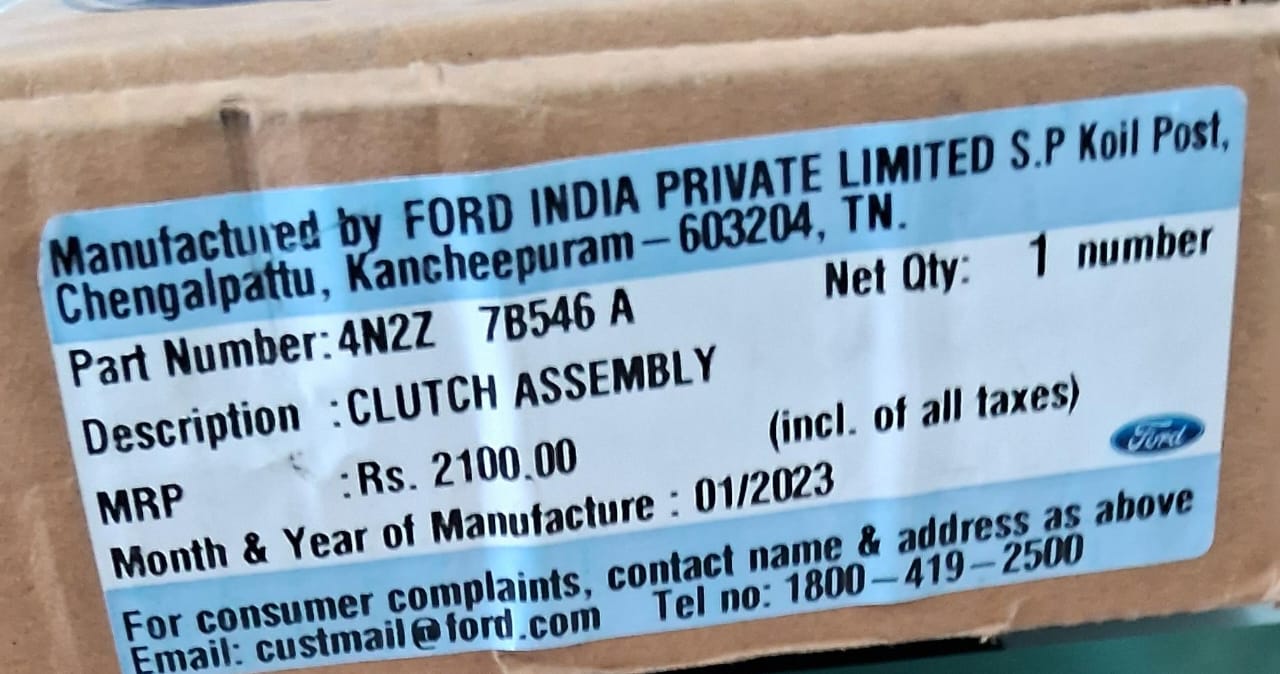 Manufactured by FORD INDIA PRIVATE LIMITED S.P Koil Post,
Chengalpattu, Kancheepuram – 603204, TN.
Part Number: 4N2Z 7B546 A Net Qty: 1 number
Description : CLUTCH ASSEMBLY
MRP : Rs. 2100.00 (incl. of all taxes)
Ford
Month & Year of Manufacture : 01/2023
For consumer complaints, contact name & address as above
Email: custmail@ford.com Tel no: 1800–419–2500